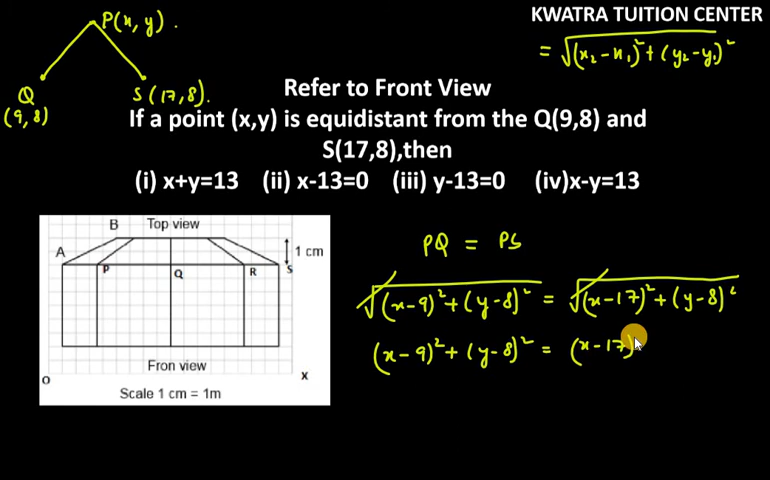 KWATRA TUITION CENTER
P(x, y).
= √(x₂-x₁)²+(y₂-y₁)²
Q
(9, 8)
S(17,8).
Refer to Front View
If a point (x,y) is equidistant from the Q(9,8) and
S(17,8),then
(i) x+y=13 (ii) x-13=0 (iii) y-13=0 (iv)x-y=13
B Top view
A
1 cm
P Q R S
Fron view
O
X
Scale 1 cm = 1m
PQ = PS
√(x-9)²+(y-8)² = √(x-17)²+(y-8)²
(x-9)²+(y-8)² = (x-17)